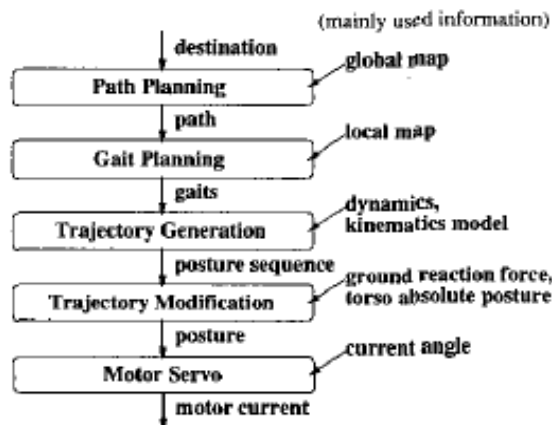 (mainly used information)
destination
global map
Path Planning
path
local map
Gait Planning
gaits
dynamics,
kinematics model
Trajectory Generation
posture sequence
ground reaction force,
torso absolute posture
Trajectory Modification
posture
current angle
Motor Servo
motor current